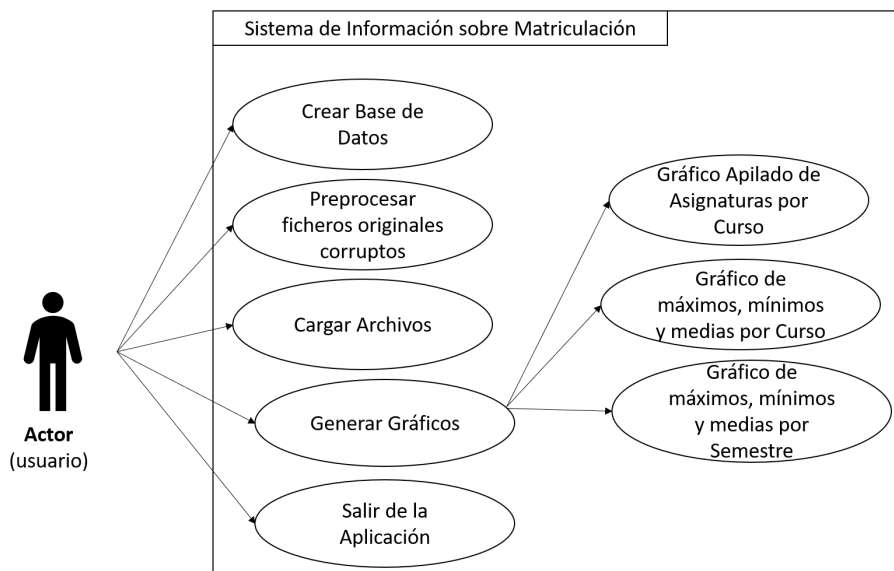 Sistema de Información sobre Matriculación
Crear Base de
Datos
Preprocesar
ficheros originales
corruptos
Cargar Archivos
Generar Gráficos
Salir de la
Aplicación
Gráfico Apilado de
Asignaturas por
Curso
Gráfico de
máximos, mínimos
y medias por Curso
Gráfico de
máximos, mínimos
y medias por
Semestre
Actor
(usuario)